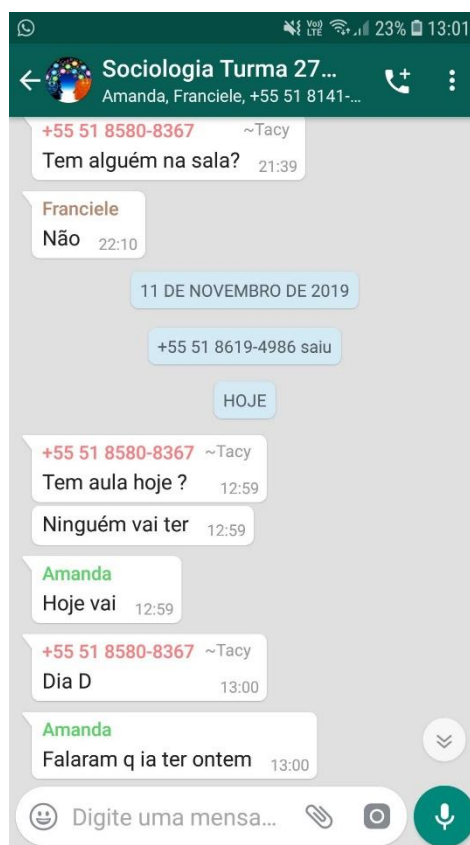 Vo)) LTE 23% 13:01
Sociologia Turma 27...
Amanda, Franciele, +55 51 8141-...
+55 51 8580-8367 ~Tacy
Tem alguém na sala? 21:39
Franciele
Não 22:10
11 DE NOVEMBRO DE 2019
+55 51 8619-4986 saiu
HOJE
+55 51 8580-8367 ~Tacy
Tem aula hoje ? 12:59
Ninguém vai ter 12:59
Amanda
Hoje vai 12:59
+55 51 8580-8367 ~Tacy
Dia D 13:00
Amanda
Falaram q ia ter ontem 13:00
Digite uma mensa...